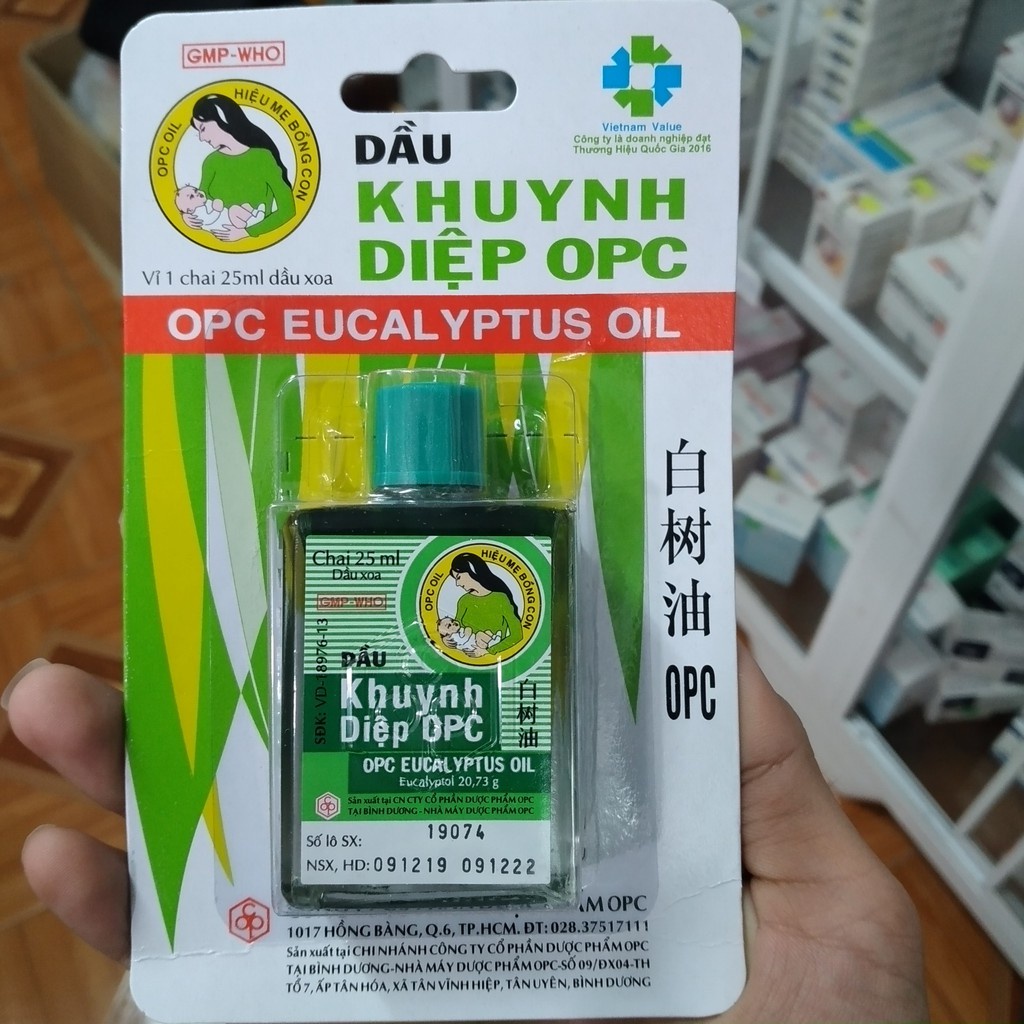 GMP-WHO
OPC OIL HIỆU MẸ BỒNG CON
Vỉ 1 chai 25ml dầu xoa
DẦU
KHUYNH
DIỆP OPC
Vietnam Value
Công ty là doanh nghiệp đạt
Thương Hiệu Quốc Gia 2016
OPC EUCALYPTUS OIL
白树油 OPC
Chai 25 ml
Dầu xoa
GMP-WHO
OPC OIL HIỆU MẸ BỒNG CON
SĐK: VD-18976-13
DẦU
Khuynh
Diệp OPC
白树油
OPC EUCALYPTUS OIL
Eucalyptol 20,73 g
Sản xuất tại CN CTY CỔ PHẦN DƯỢC PHẨM OPC
TẠI BÌNH DƯƠNG - NHÀ MÁY DƯỢC PHẨM OPC
Số lô SX: 19074
NSX, HD: 091219 091222
OPC
1017 HỒNG BÀNG, Q.6, TP.HCM. ĐT: 028.37517111
Sản xuất tại CHI NHÁNH CÔNG TY CỔ PHẦN DƯỢC PHẨM OPC
TẠI BÌNH DƯƠNG-NHÀ MÁY DƯỢC PHẨM OPC-SỐ 09/ĐX04-TH
TỔ 7, ẤP TÂN HÓA, XÃ TÂN VĨNH HIỆP, TÂN UYÊN, BÌNH DƯƠNG